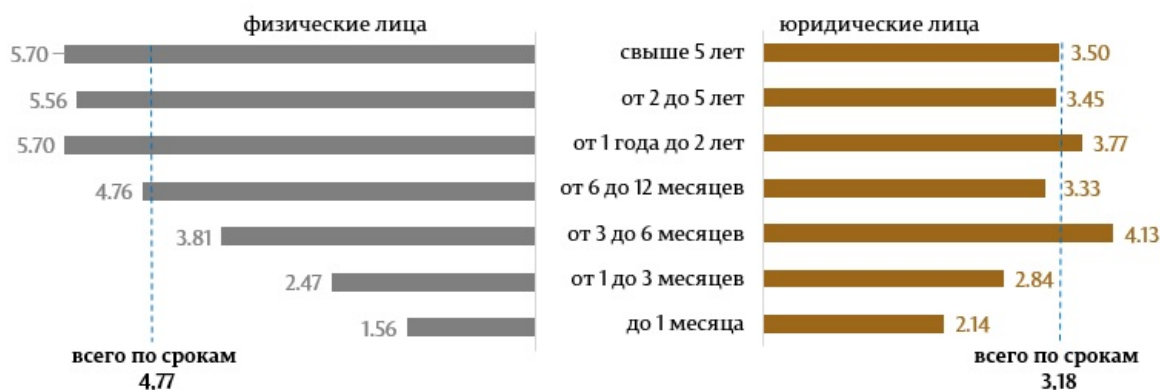 физические лица юридические лица
5.70 свыше 5 лет 3.50
5.56 от 2 до 5 лет 3.45
5.70 от 1 года до 2 лет 3.77
4.76 от 6 до 12 месяцев 3.33
3.81 от 3 до 6 месяцев 4.13
2.47 от 1 до 3 месяцев 2.84
1.56 до 1 месяца 2.14
всего по срокам всего по срокам
4,77 3,18